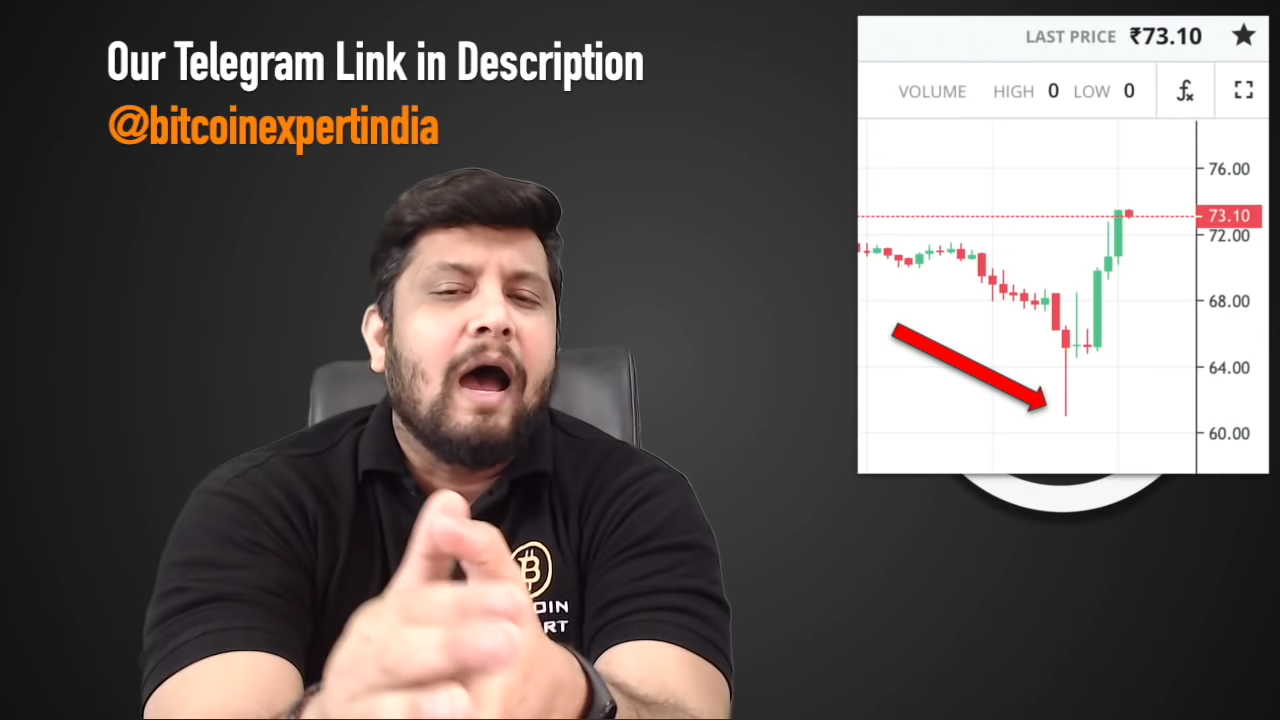 Our Telegram Link in Description
@bitcoinexpertindia
LAST PRICE ₹73.10
VOLUME HIGH 0 LOW 0
76.00
73.10
72.00
68.00
64.00
60.00